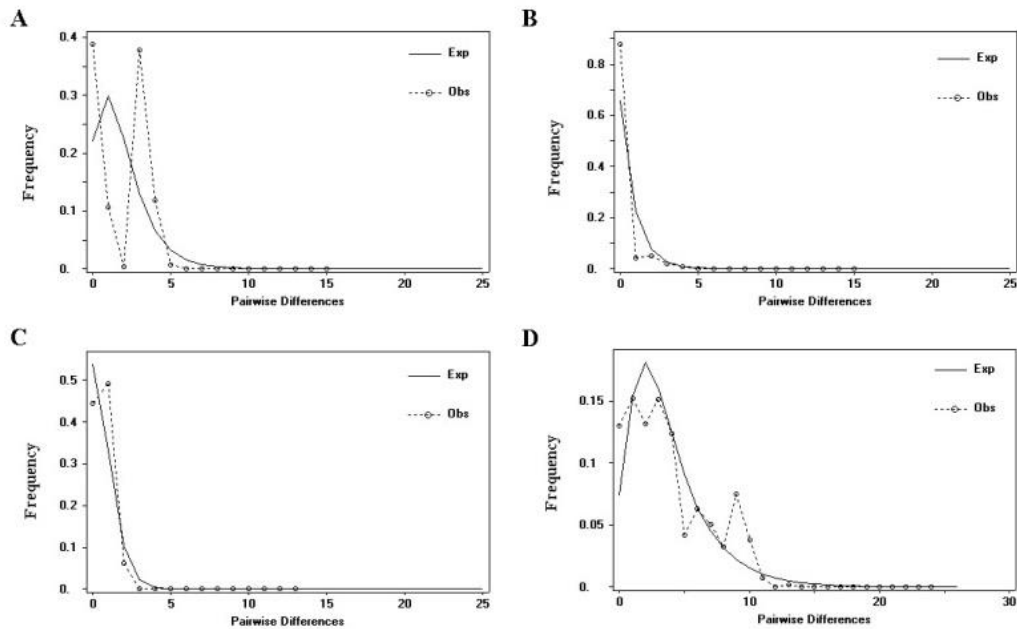 A
0.4
0.3
0.2
0.1
0.
Frequency
Exp
Obs
0 5 10 15 20 25
Pairwise Differences
B
0.8
0.6
0.4
0.2
0.
Frequency
Exp
Obs
0 5 10 15 20 25
Pairwise Differences
C
0.5
0.4
0.3
0.2
0.1
0.
Frequency
Exp
Obs
0 5 10 15 20 25
Pairwise Differences
D
0.15
0.1
0.05
0.
Frequency
Exp
Obs
0 10 20 30
Pairwise Differences